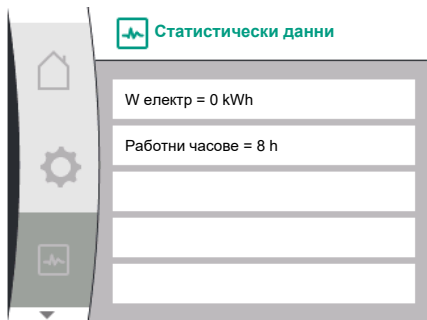 Статистически данни
W електр = 0 kWh
Работни часове = 8 h